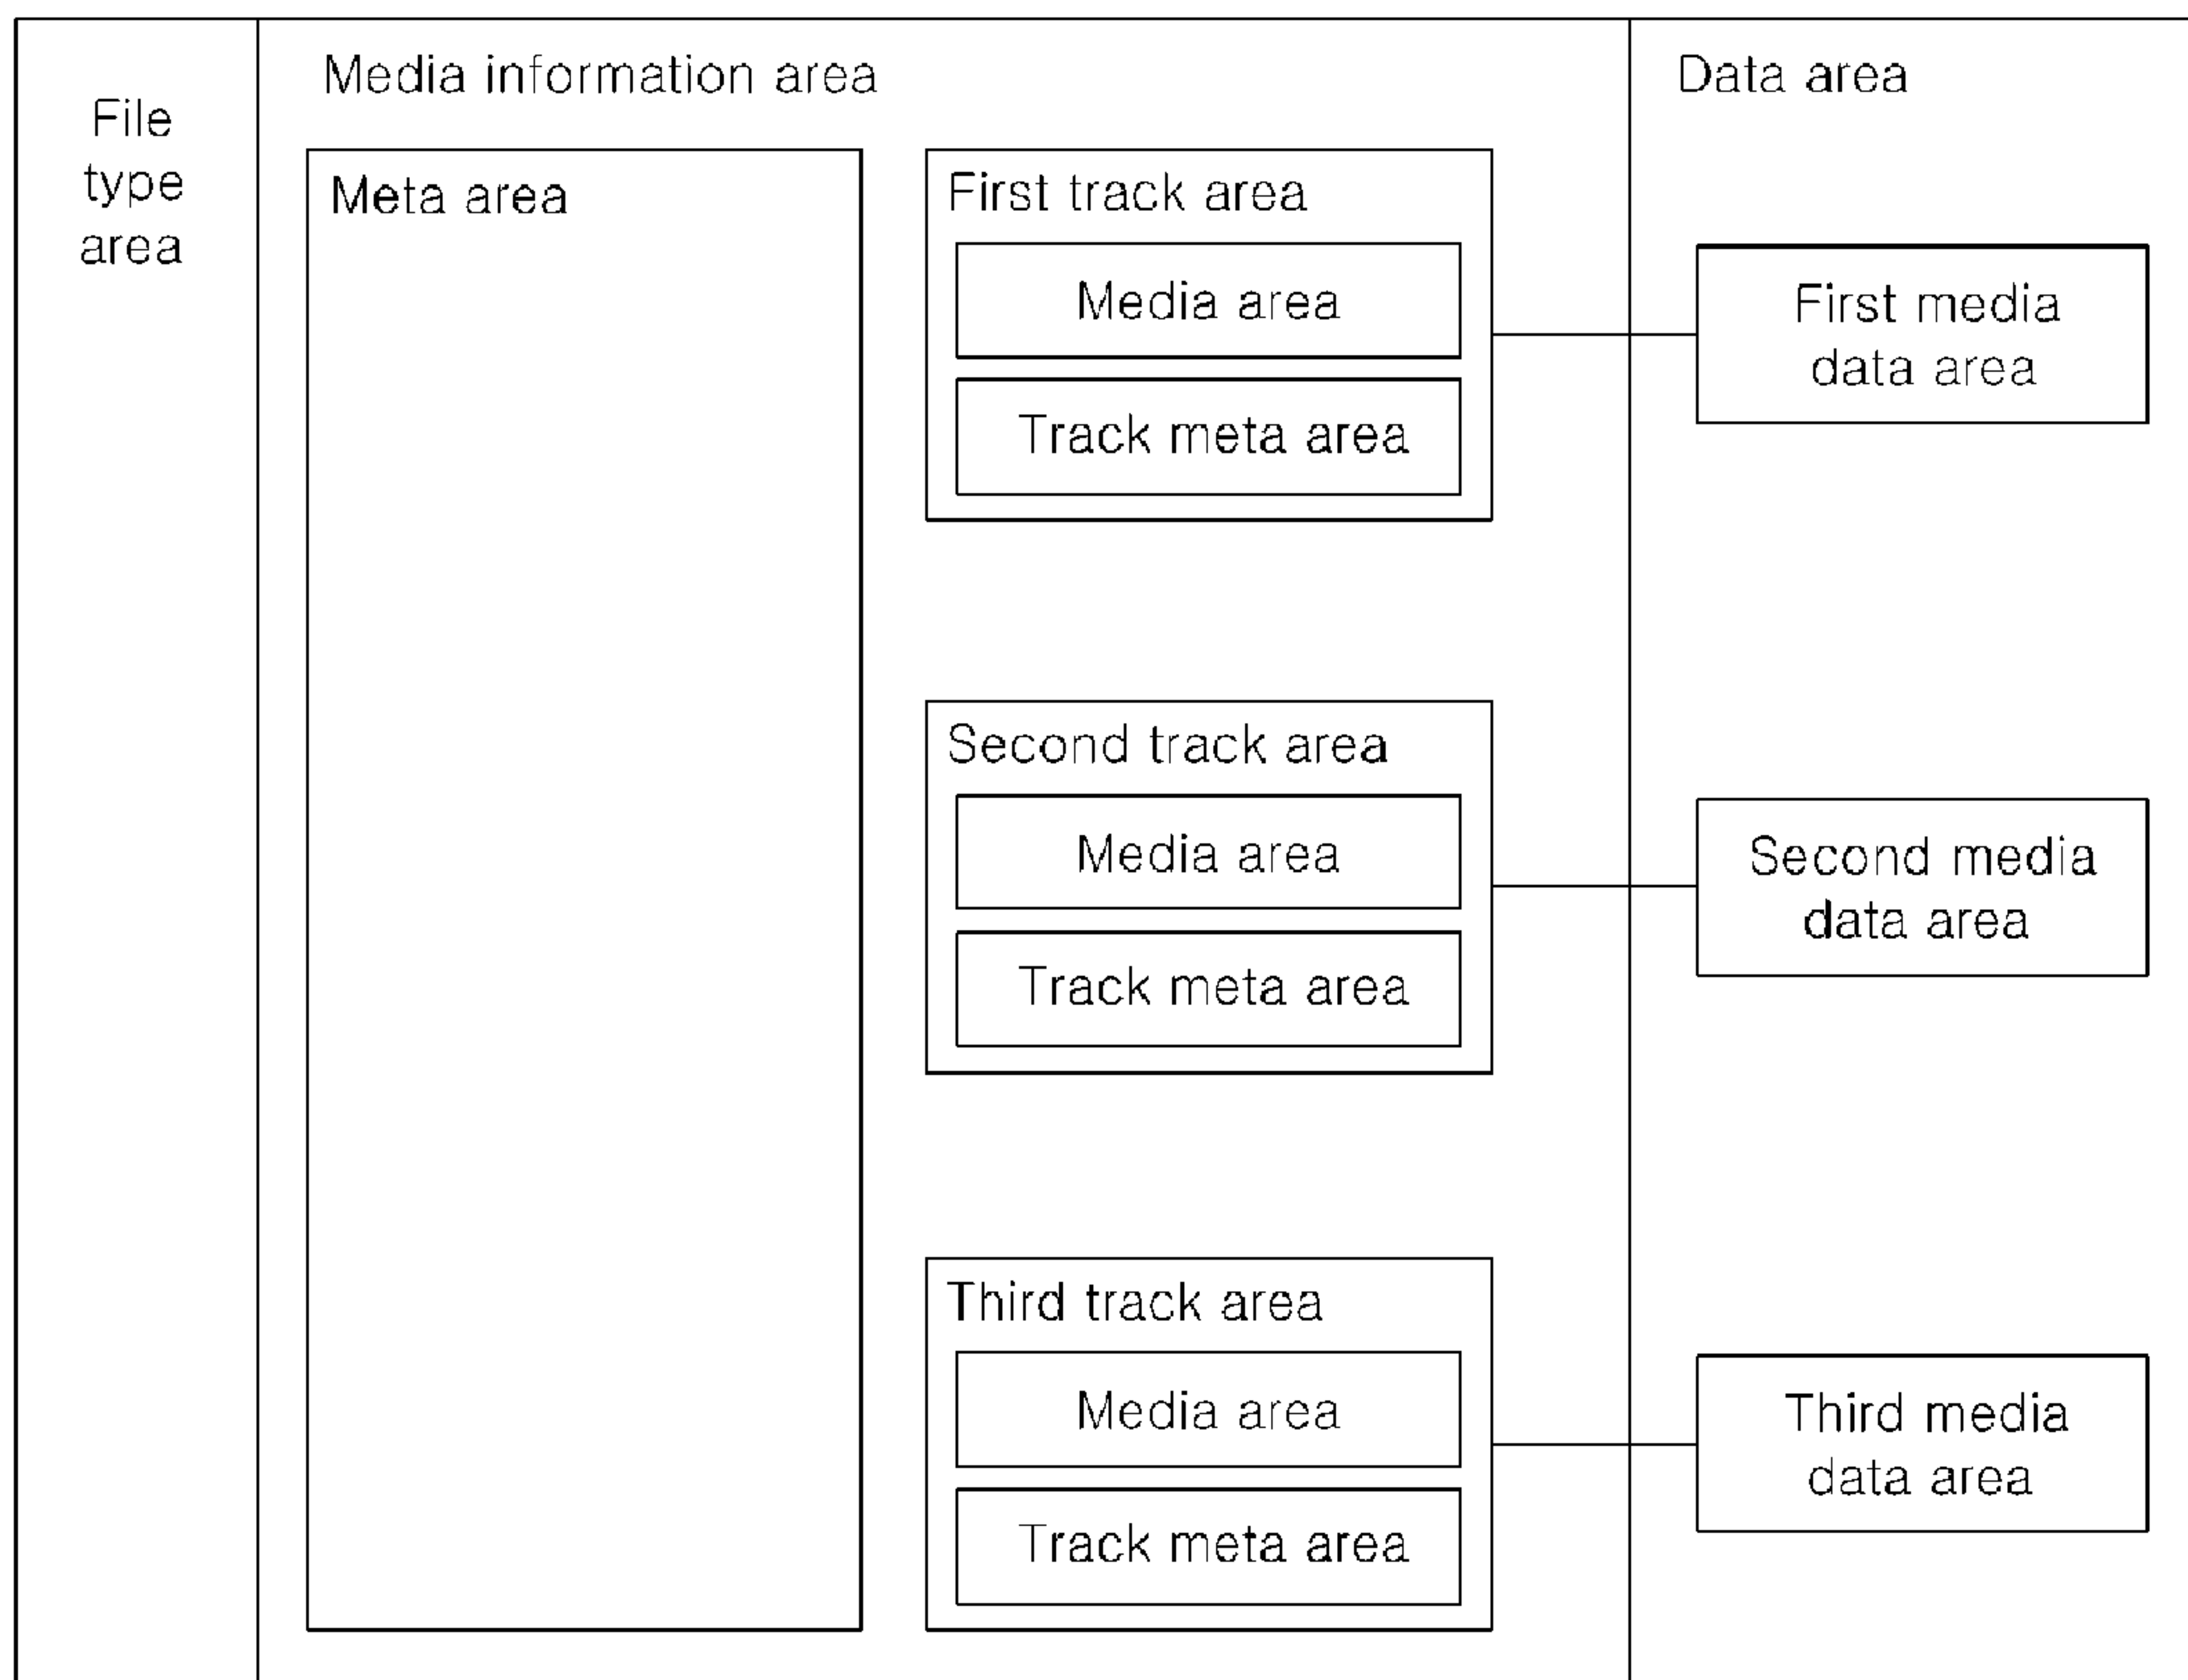 File
type
area
Media information area
Meta area
First track area
Media area
Track meta area
Second track area
Media area
Track meta area
Third track area
Media area
Track meta area
Data area
First media
data area
Second media
data area
Third media
data area